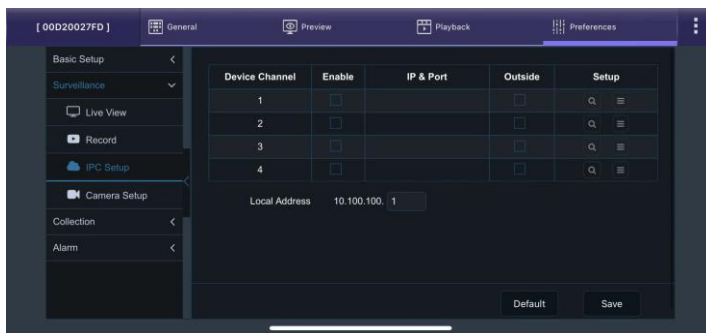 [ 00D20027FD ] General Preview Playback Preferences
Basic Setup
Surveillance
Live View
Record
IPC Setup
Camera Setup
Collection
Alarm
Device Channel Enable IP & Port Outside Setup
1
2
3
4
Local Address 10.100.100. 1
Default Save